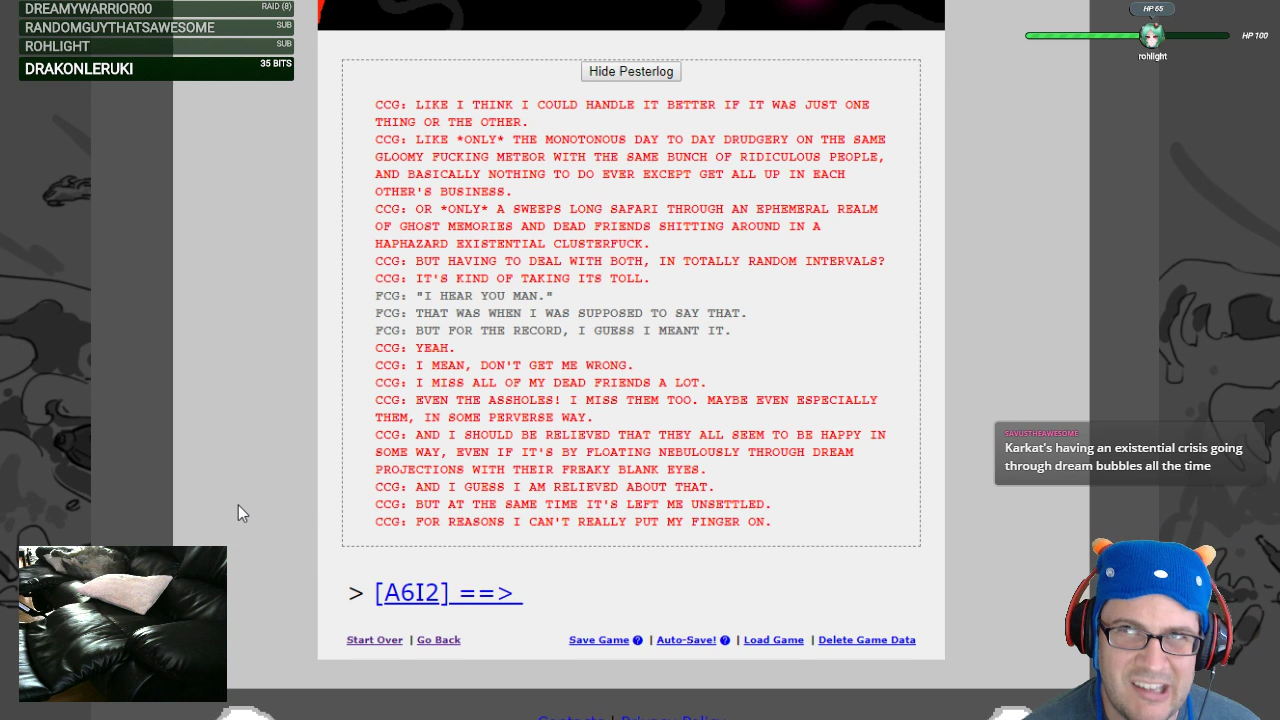 DREAMYWARRIOR00 RAID (8)
RANDOMGUYTHATSAWESOME SUB
ROHLIGHT SUB
DRAKONLERUKI 35 BITS
HP 65
HP 100
rohlight
Hide Pesterlog
CCG: LIKE I THINK I COULD HANDLE IT BETTER IF IT WAS JUST ONE
THING OR THE OTHER.
CCG: LIKE *ONLY* THE MONOTONOUS DAY TO DAY DRUDGERY ON THE SAME
GLOOMY FUCKING METEOR WITH THE SAME BUNCH OF RIDICULOUS PEOPLE,
AND BASICALLY NOTHING TO DO EVER EXCEPT GET ALL UP IN EACH
OTHER'S BUSINESS.
CCG: OR *ONLY* A SWEEPS LONG SAFARI THROUGH AN EPHEMERAL REALM
OF GHOST MEMORIES AND DEAD FRIENDS SHITTING AROUND IN A
HAPHAZARD EXISTENTIAL CLUSTERFUCK.
CCG: BUT HAVING TO DEAL WITH BOTH, IN TOTALLY RANDOM INTERVALS?
CCG: IT'S KIND OF TAKING ITS TOLL.
FCG: "I HEAR YOU MAN."
FCG: THAT WAS WHEN I WAS SUPPOSED TO SAY THAT.
FCG: BUT FOR THE RECORD, I GUESS I MEANT IT.
CCG: YEAH.
CCG: I MEAN, DON'T GET ME WRONG.
CCG: I MISS ALL OF MY DEAD FRIENDS A LOT.
CCG: EVEN THE ASSHOLES! I MISS THEM TOO. MAYBE EVEN ESPECIALLY
THEM, IN SOME PERVERSE WAY.
CCG: AND I SHOULD BE RELIEVED THAT THEY ALL SEEM TO BE HAPPY IN
SOME WAY, EVEN IF IT'S BY FLOATING NEBULOUSLY THROUGH DREAM
PROJECTIONS WITH THEIR FREAKY BLANK EYES.
CCG: AND I GUESS I AM RELIEVED ABOUT THAT.
CCG: BUT AT THE SAME TIME IT'S LEFT ME UNSETTLED.
CCG: FOR REASONS I CAN'T REALLY PUT MY FINGER ON.
SAVUSTHEAWESOME
Karkat's having an existential crisis going
through dream bubbles all the time
> [A6I2] ==>
Start Over | Go Back
Save Game ? | Auto-Save! ? | Load Game | Delete Game Data
Contacts | Privacy Policy